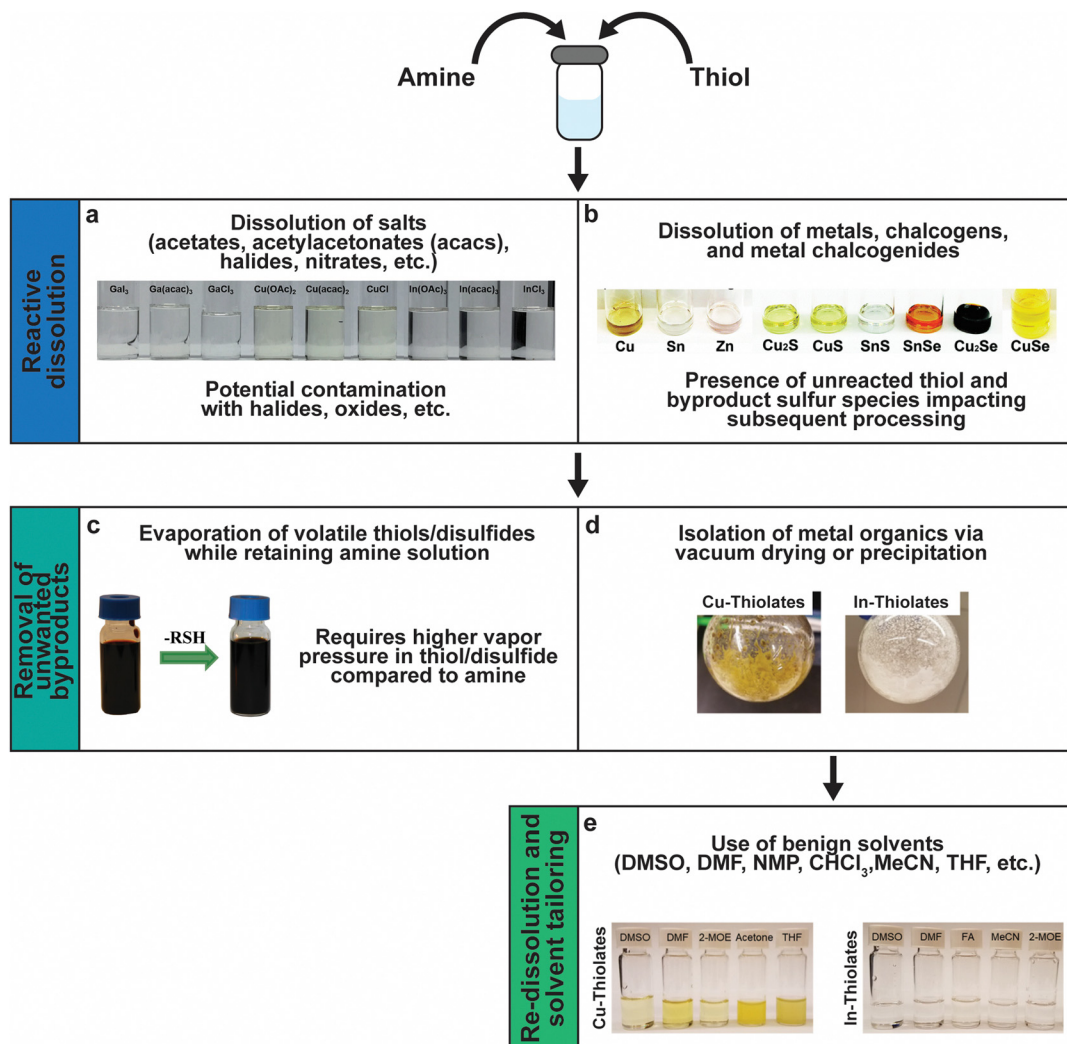 Amine
Thiol
Reactive
dissolution
a
Dissolution of salts
(acetates, acetylacetonates (acacs),
halides, nitrates, etc.)
GaI₃ Ga(acac)₃ GaCl₃ Cu(OAc)₂ Cu(acac)₂ CuCl In(OAc)₃ In(acac)₃ InCl₃
Potential contamination
with halides, oxides, etc.
b
Dissolution of metals, chalcogens,
and metal chalcogenides
Cu Sn Zn Cu₂S CuS SnS SnSe Cu₂Se CuSe
Presence of unreacted thiol and
byproduct sulfur species impacting
subsequent processing
Removal of
unwanted
byproducts
c
Evaporation of volatile thiols/disulfides
while retaining amine solution
-RSH
Requires higher vapor
pressure in thiol/disulfide
compared to amine
d
Isolation of metal organics via
vacuum drying or precipitation
Cu-Thiolates
In-Thiolates
Re-dissolution and
solvent tailoring
e
Use of benign solvents
(DMSO, DMF, NMP, CHCl₃,MeCN, THF, etc.)
Cu-Thiolates
DMSO DMF 2-MOE Acetone THF
In-Thiolates
DMSO DMF FA MeCN 2-MOE